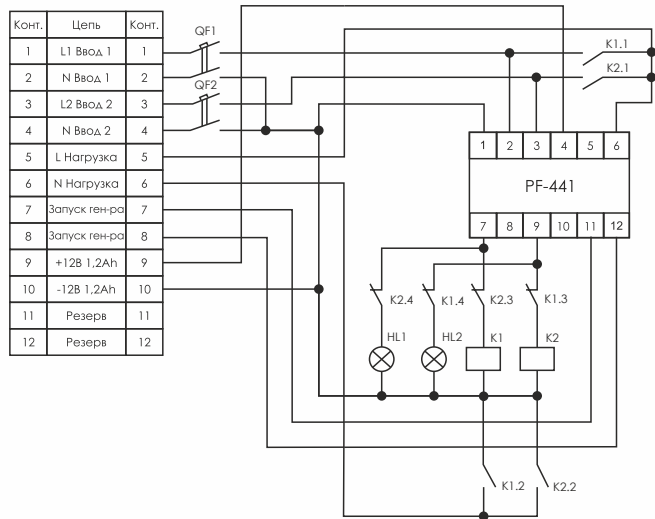 Конт. Цепь Конт.
1 L1 Ввод 1 1
2 N Ввод 1 2
3 L2 Ввод 2 3
4 N Ввод 2 4
5 L Нагрузка 5
6 N Нагрузка 6
7 Запуск ген-ра 7
8 Запуск ген-ра 8
9 +12В 1,2Ah 9
10 -12В 1,2Ah 10
11 Резерв 11
12 Резерв 12
QF1
QF2
K1.1
K2.1
1 2 3 4 5 6
PF-441
7 8 9 10 11 12
K2.4 K1.4 K2.3 K1.3
HL1 HL2 K1 K2
K1.2 K2.2